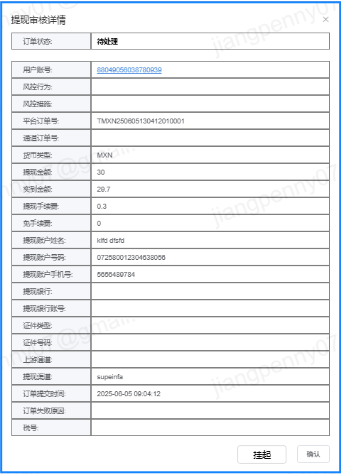 提现审核详情
订单状态: 待处理
用户账号: 88049056038780939
风控行为:
风控措施:
平台订单号: TMXN250605130412010001
通道订单号:
货币类型: MXN
提现金额: 30
实到金额: 29.7
提现手续费: 0.3
免手续费: 0
提现账户姓名: kifd dfsfd
提现账户号码: 072580012304638056
提现账户手机号: 5666489784
提现银行:
提现银行账号:
证件类型:
证件号码:
上游通道:
提现渠道: supeinfa
订单提交时间: 2025-06-05 09:04:12
订单失败原因:
税号:
挂起 确认